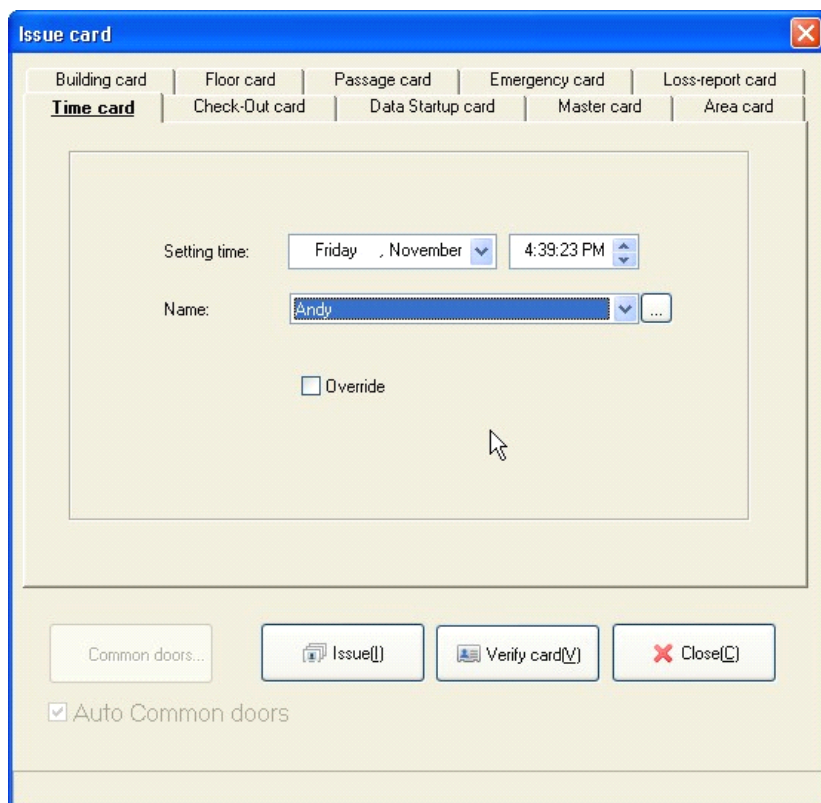 Issue card
Building card Floor card Passage card Emergency card Loss-report card
Time card Check-Out card Data Startup card Master card Area card
Setting time: Friday , November 4:39:23 PM
Name: Andy ...
Override
Common doors... Issue(I) Verify card(V) Close(C)
Auto Common doors